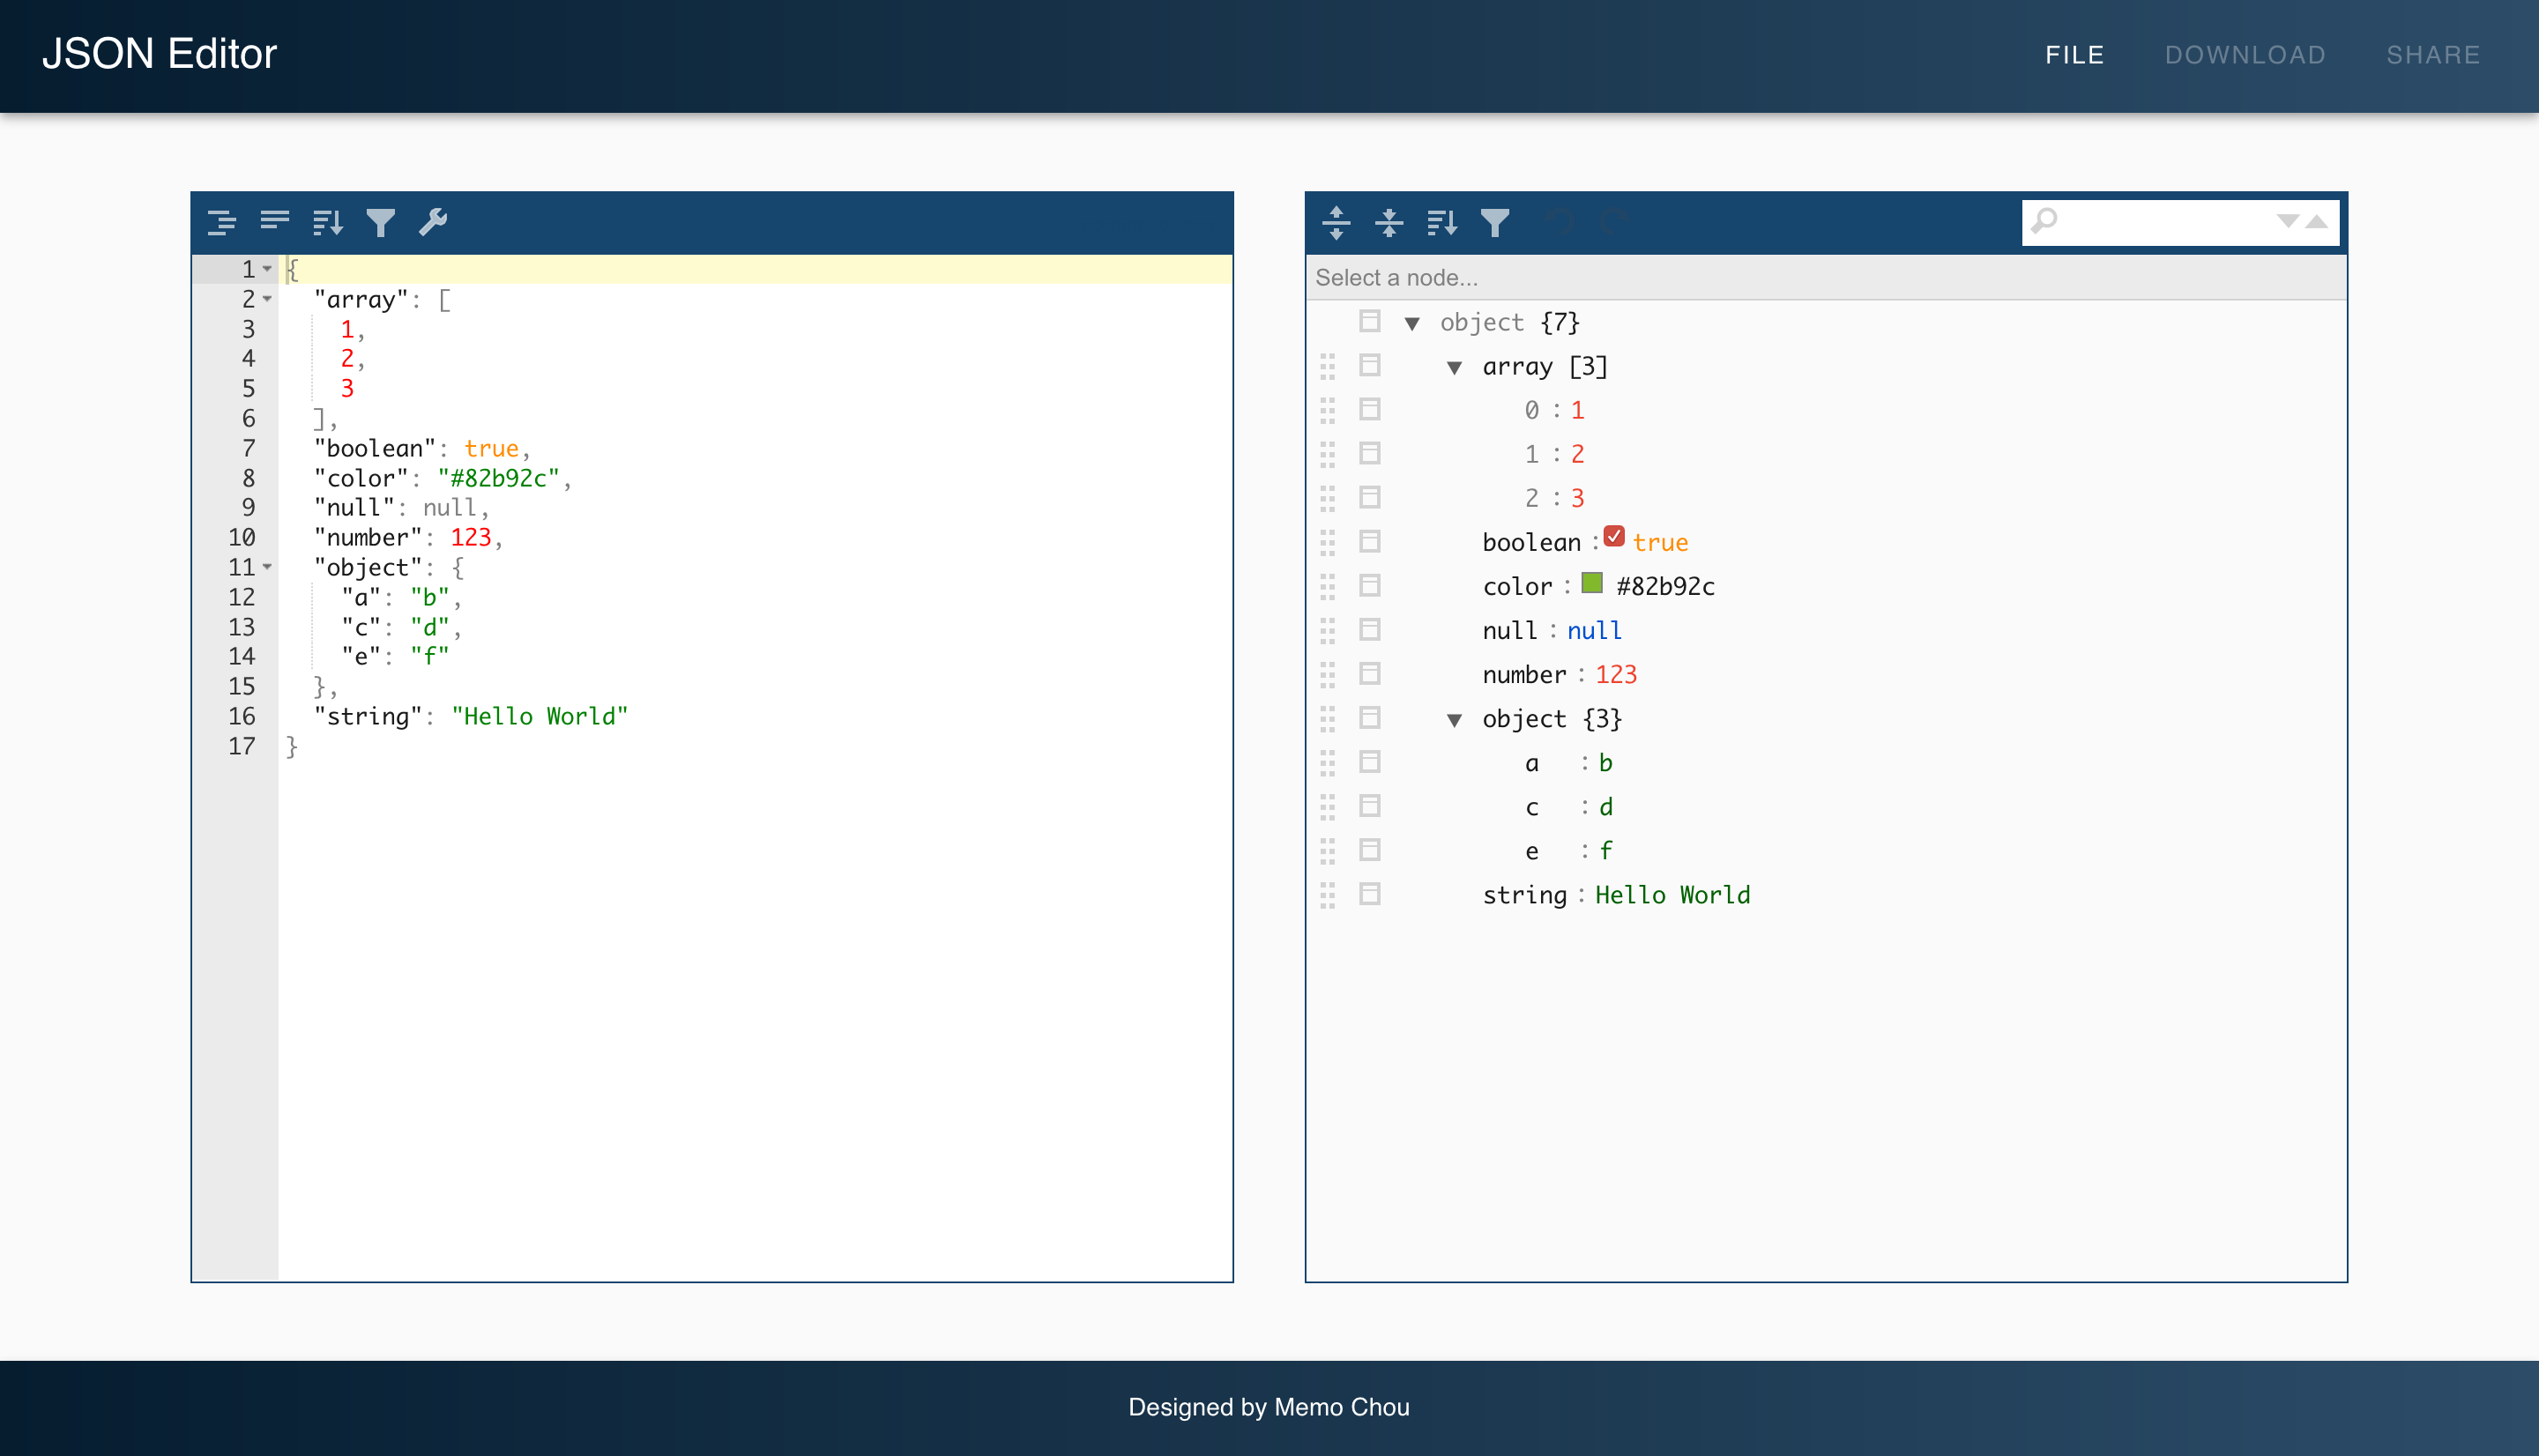 JSON Editor
FILE DOWNLOAD SHARE
1 {
2 "array": [
3 1,
4 2,
5 3
6 ],
7 "boolean": true,
8 "color": "#82b92c",
9 "null": null,
10 "number": 123,
11 "object": {
12 "a": "b",
13 "c": "d",
14 "e": "f"
15 },
16 "string": "Hello World"
17 }
Select a node...
object {7}
array [3]
0 : 1
1 : 2
2 : 3
boolean : true
color : #82b92c
null : null
number : 123
object {3}
a : b
c : d
e : f
string : Hello World
Designed by Memo Chou